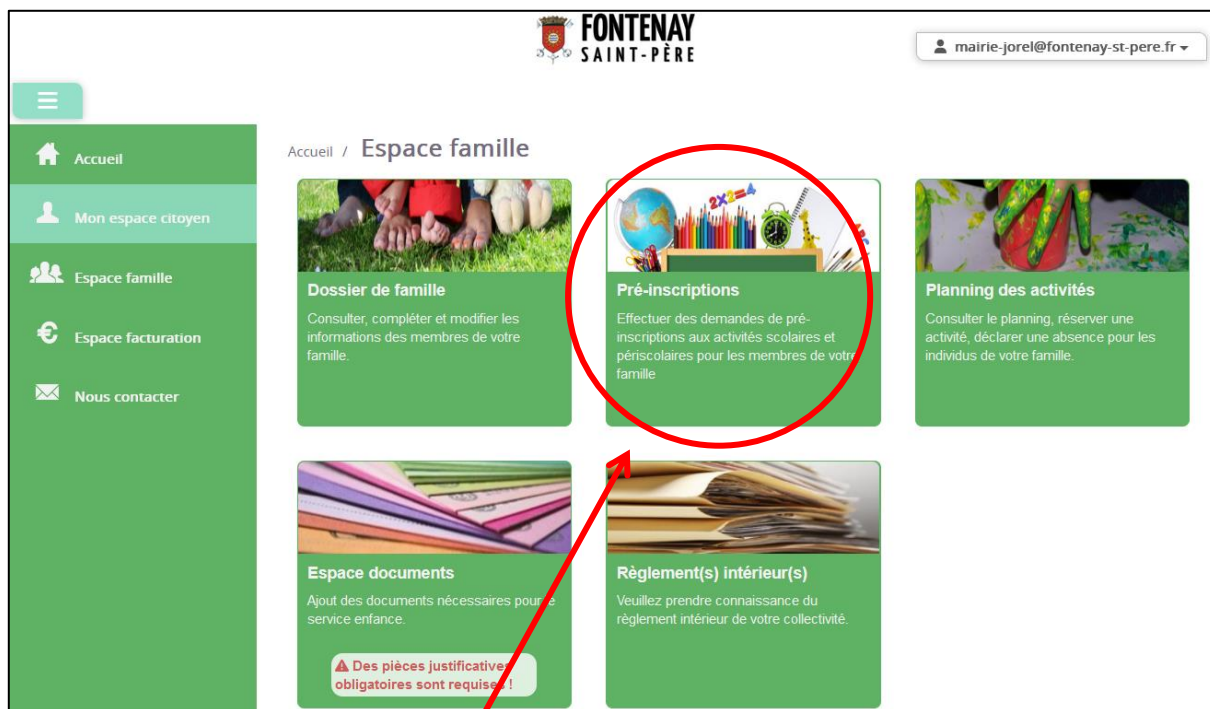 FONTENAY
SAINT-PÈRE
mairie-jorel@fontenay-st-pere.fr
Accueil
Mon espace citoyen
Espace famille
Espace facturation
Nous contacter
Accueil / Espace famille
Dossier de famille
Consulter, compléter et modifier les
informations des membres de votre
famille.
2x2=4
ABC
Pré-inscriptions
Effectuer des demandes de pré-
inscriptions aux activités scolaires et
périscolaires pour les membres de votre
famille
Planning des activités
Consulter le planning, réserver une
activité, déclarer une absence pour les
individus de votre famille.
Espace documents
Ajout des documents nécessaires pour le
service enfance.
Des pièces justificatives
obligatoires sont requises !
Règlement(s) intérieur(s)
Veuillez prendre connaissance du
règlement intérieur de votre collectivité.